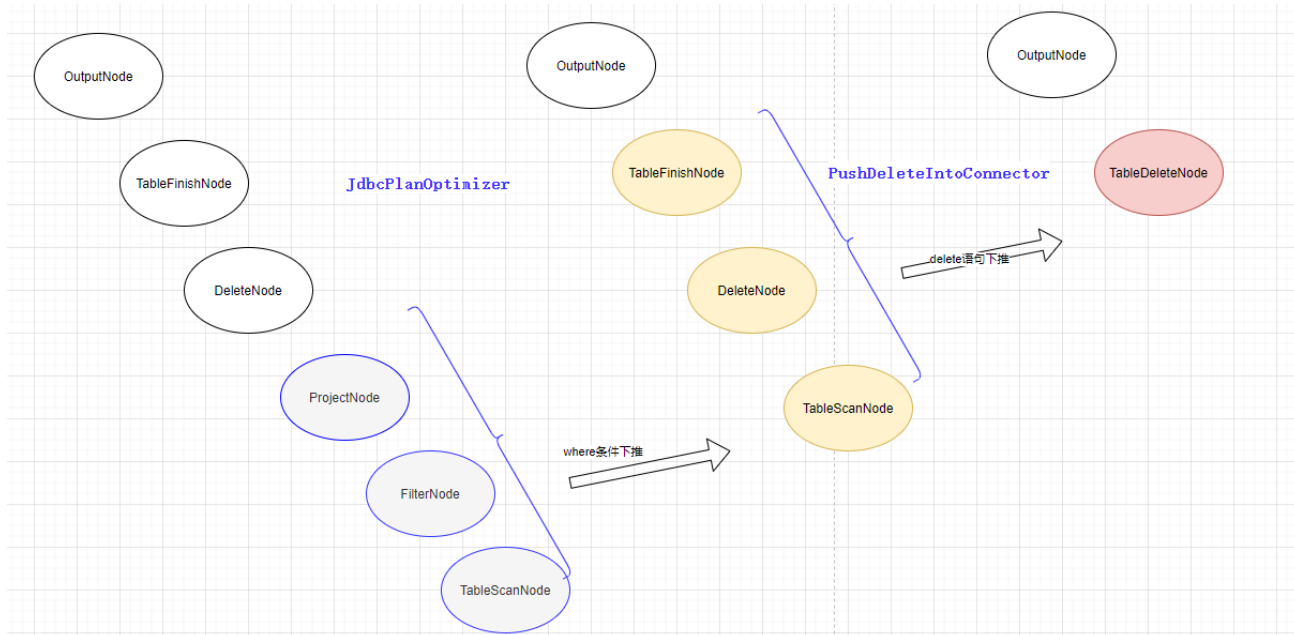 OutputNode
TableFinishNode
DeleteNode
ProjectNode
FilterNode
TableScanNode
JdbcPlanOptimizer
where条件下推
OutputNode
TableFinishNode
DeleteNode
TableScanNode
PushDeleteIntoConnector
delete语句下推
OutputNode
TableDeleteNode